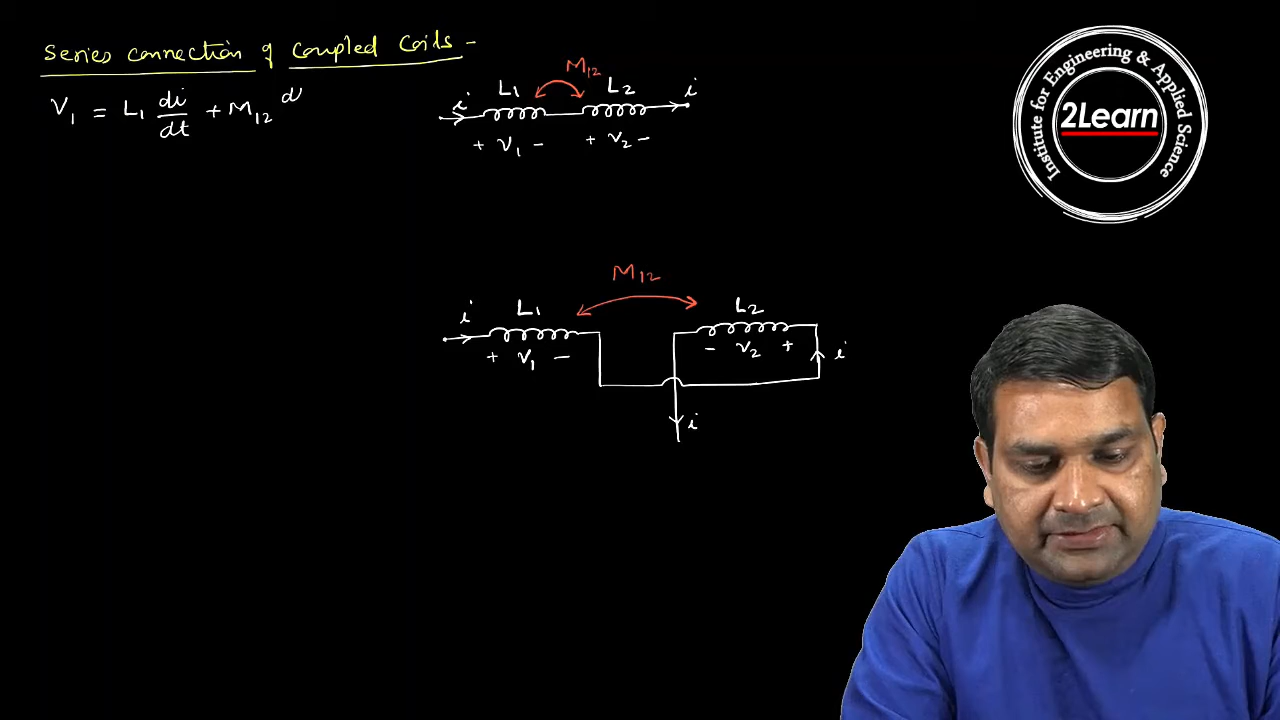 Series connection of Coupled Coils -
V1 = L1 di/dt + M12 d
M12
L1 L2
i i
+ V1 - + V2 -
M12
L1 L2
i
+ V1 - - V2 +
i
i
Institute for Engineering & Applied Science
2Learn